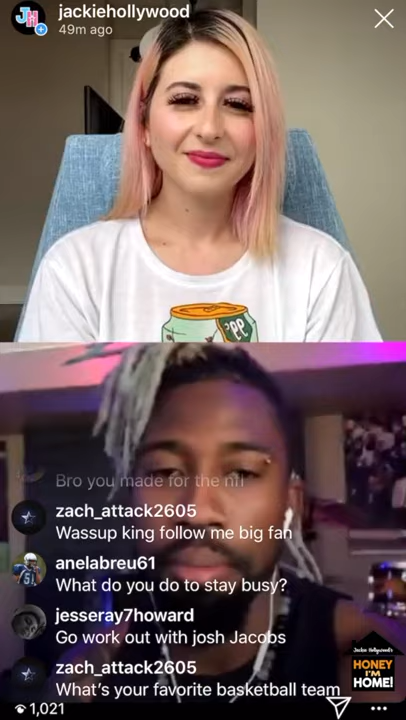 jackiehollywood
49m ago
Bro you made for the nfl
zach_attack2605
Wassup king follow me big fan
anelabreu61
What do you do to stay busy?
jesseray7howard
Go work out with josh Jacobs
zach_attack2605
What's your favorite basketball team
Jackie Hollywood's
HONEY
I'M
HOME!
1,021